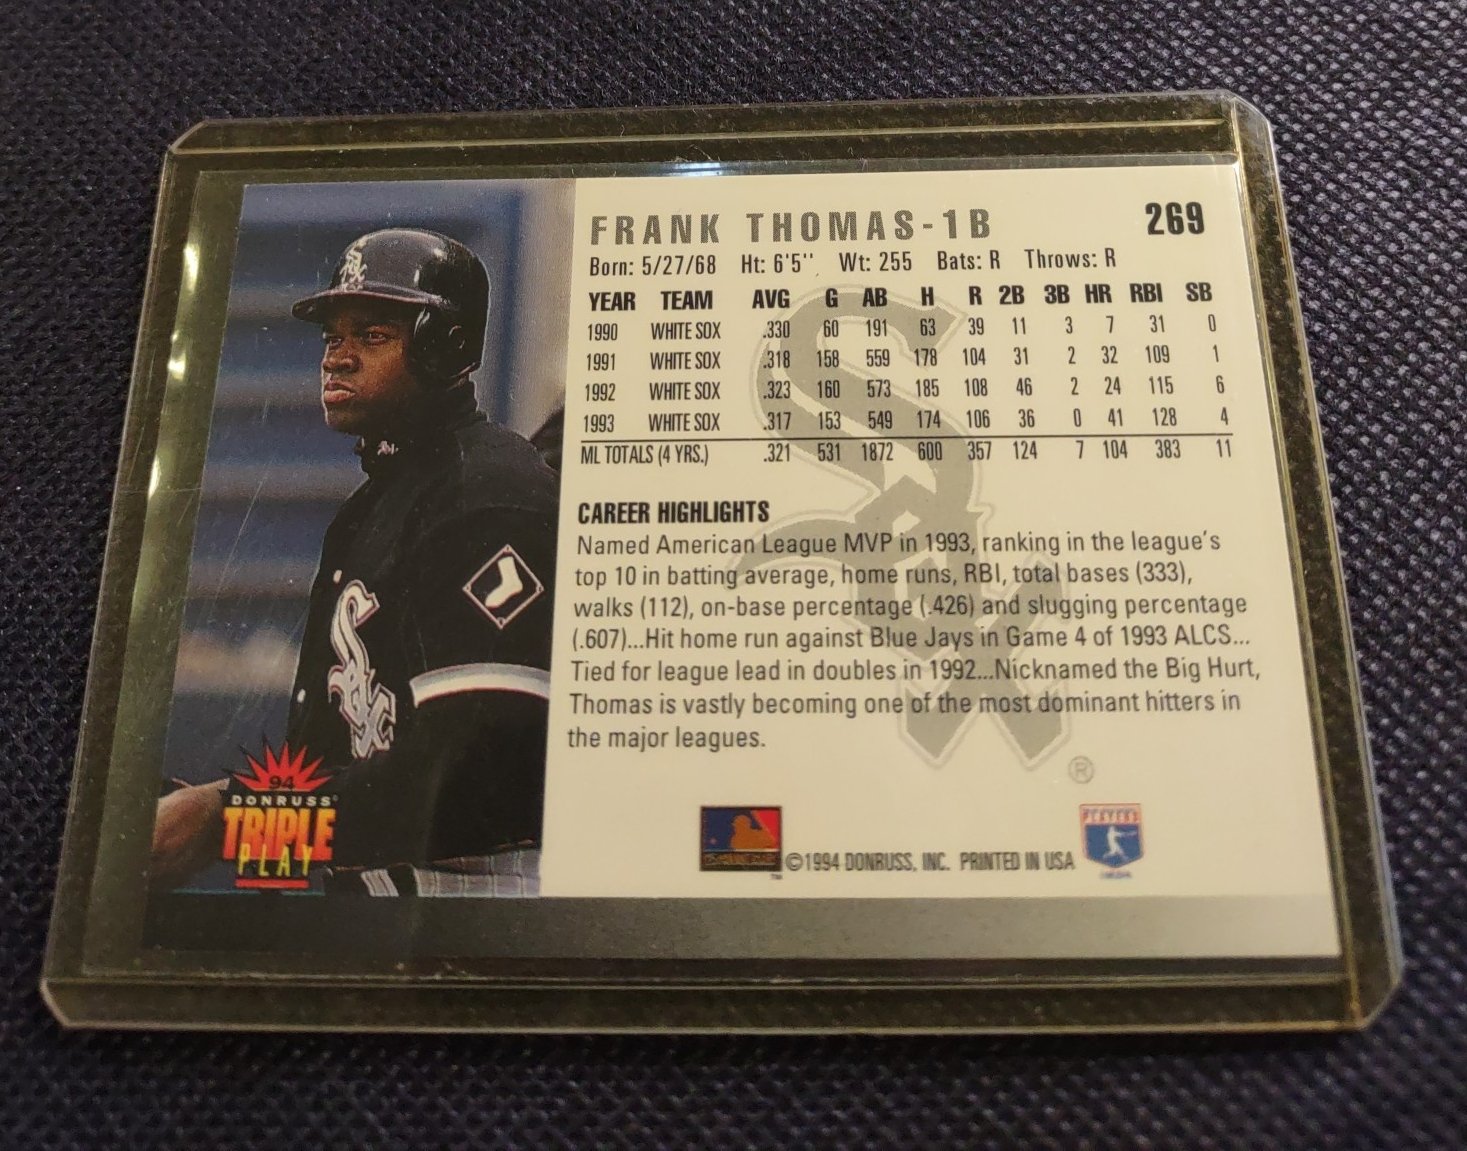 FRANK THOMAS-1B 269
Born: 5/27/68 Ht: 6'5'' Wt: 255 Bats: R Throws: R
YEAR TEAM AVG G AB H R 2B 3B HR RBI SB
1990 WHITE SOX .330 60 191 63 39 11 3 7 31 0
1991 WHITE SOX .318 158 559 178 104 31 2 32 109 1
1992 WHITE SOX .323 160 573 185 108 46 2 24 115 6
1993 WHITE SOX .317 153 549 174 106 36 0 41 128 4
ML TOTALS (4 YRS.) .321 531 1872 600 357 124 7 104 383 11
CAREER HIGHLIGHTS
Named American League MVP in 1993, ranking in the league's
top 10 in batting average, home runs, RBI, total bases (333),
walks (112), on-base percentage (.426) and slugging percentage
(.607)...Hit home run against Blue Jays in Game 4 of 1993 ALCS...
Tied for league lead in doubles in 1992...Nicknamed the Big Hurt,
Thomas is vastly becoming one of the most dominant hitters in
the major leagues.
Sox
®
Sox
Sox
94
DONRUSS®
TRIPLE
PLAY
™
©1994 DONRUSS, INC. PRINTED IN USA
PLAYERS